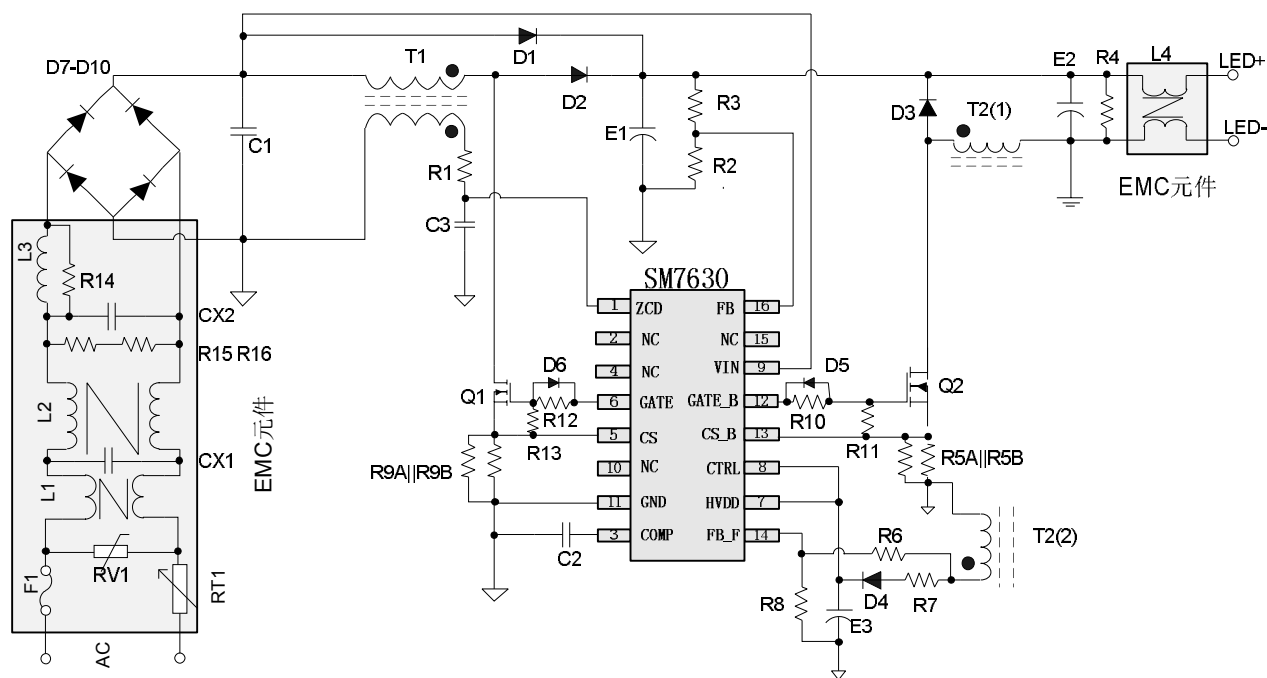 D7-D10
T1
D1
D2
C1
R1
C3
E1
R3
R2
D3
T2(1)
E2
R4
L4
LED+
LED-
EMC元件
L3
R14
CX2
R15 R16
L2
CX1
L1
RV1
F1
RT1
AC
EMC元件
SM7630
1 ZCD
2 NC
4 NC
6 GATE
5 CS
10 NC
11 GND
3 COMP
FB 16
NC 15
VIN 9
GATE_B 12
CS_B 13
CTRL 8
HVDD 7
FB_F 14
Q1
D6
R12
R13
R9A||R9B
C2
D5
R10
R11
Q2
R5A||R5B
R6
T2(2)
D4
R7
R8
E3